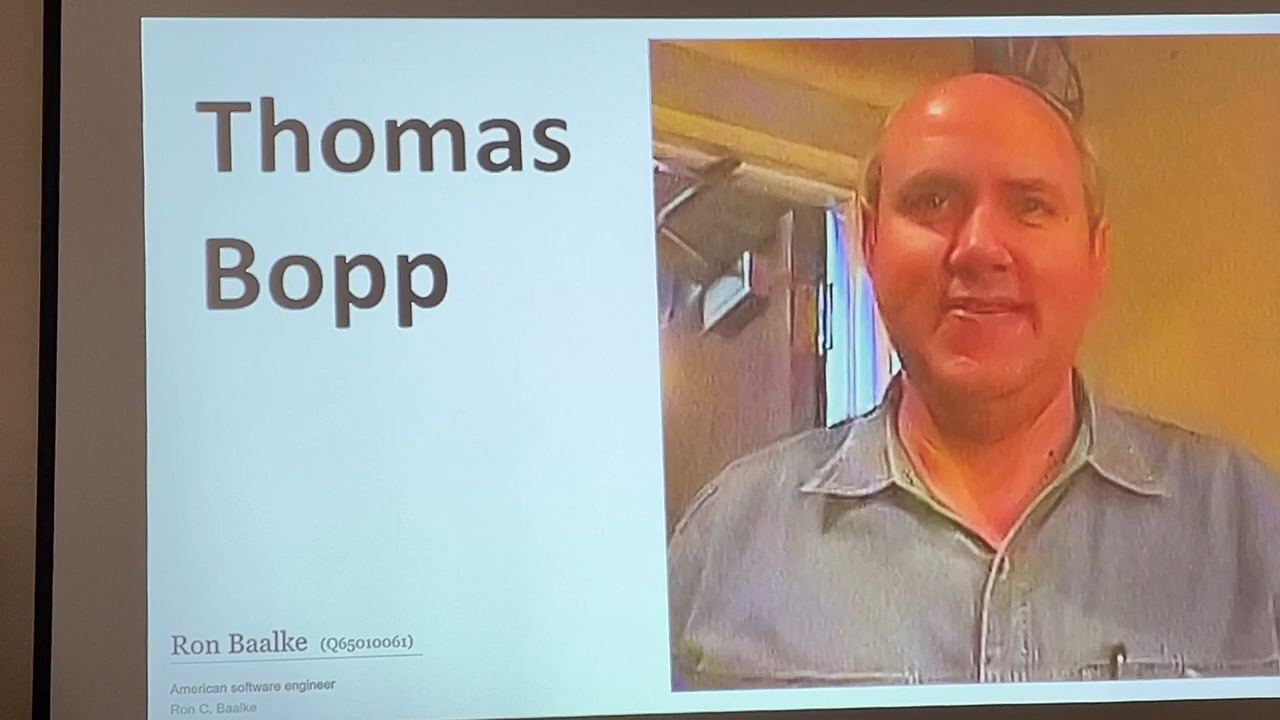 Thomas
Bopp
Ron Baalke (Q65010061)
American software engineer
Ron C. Baalke